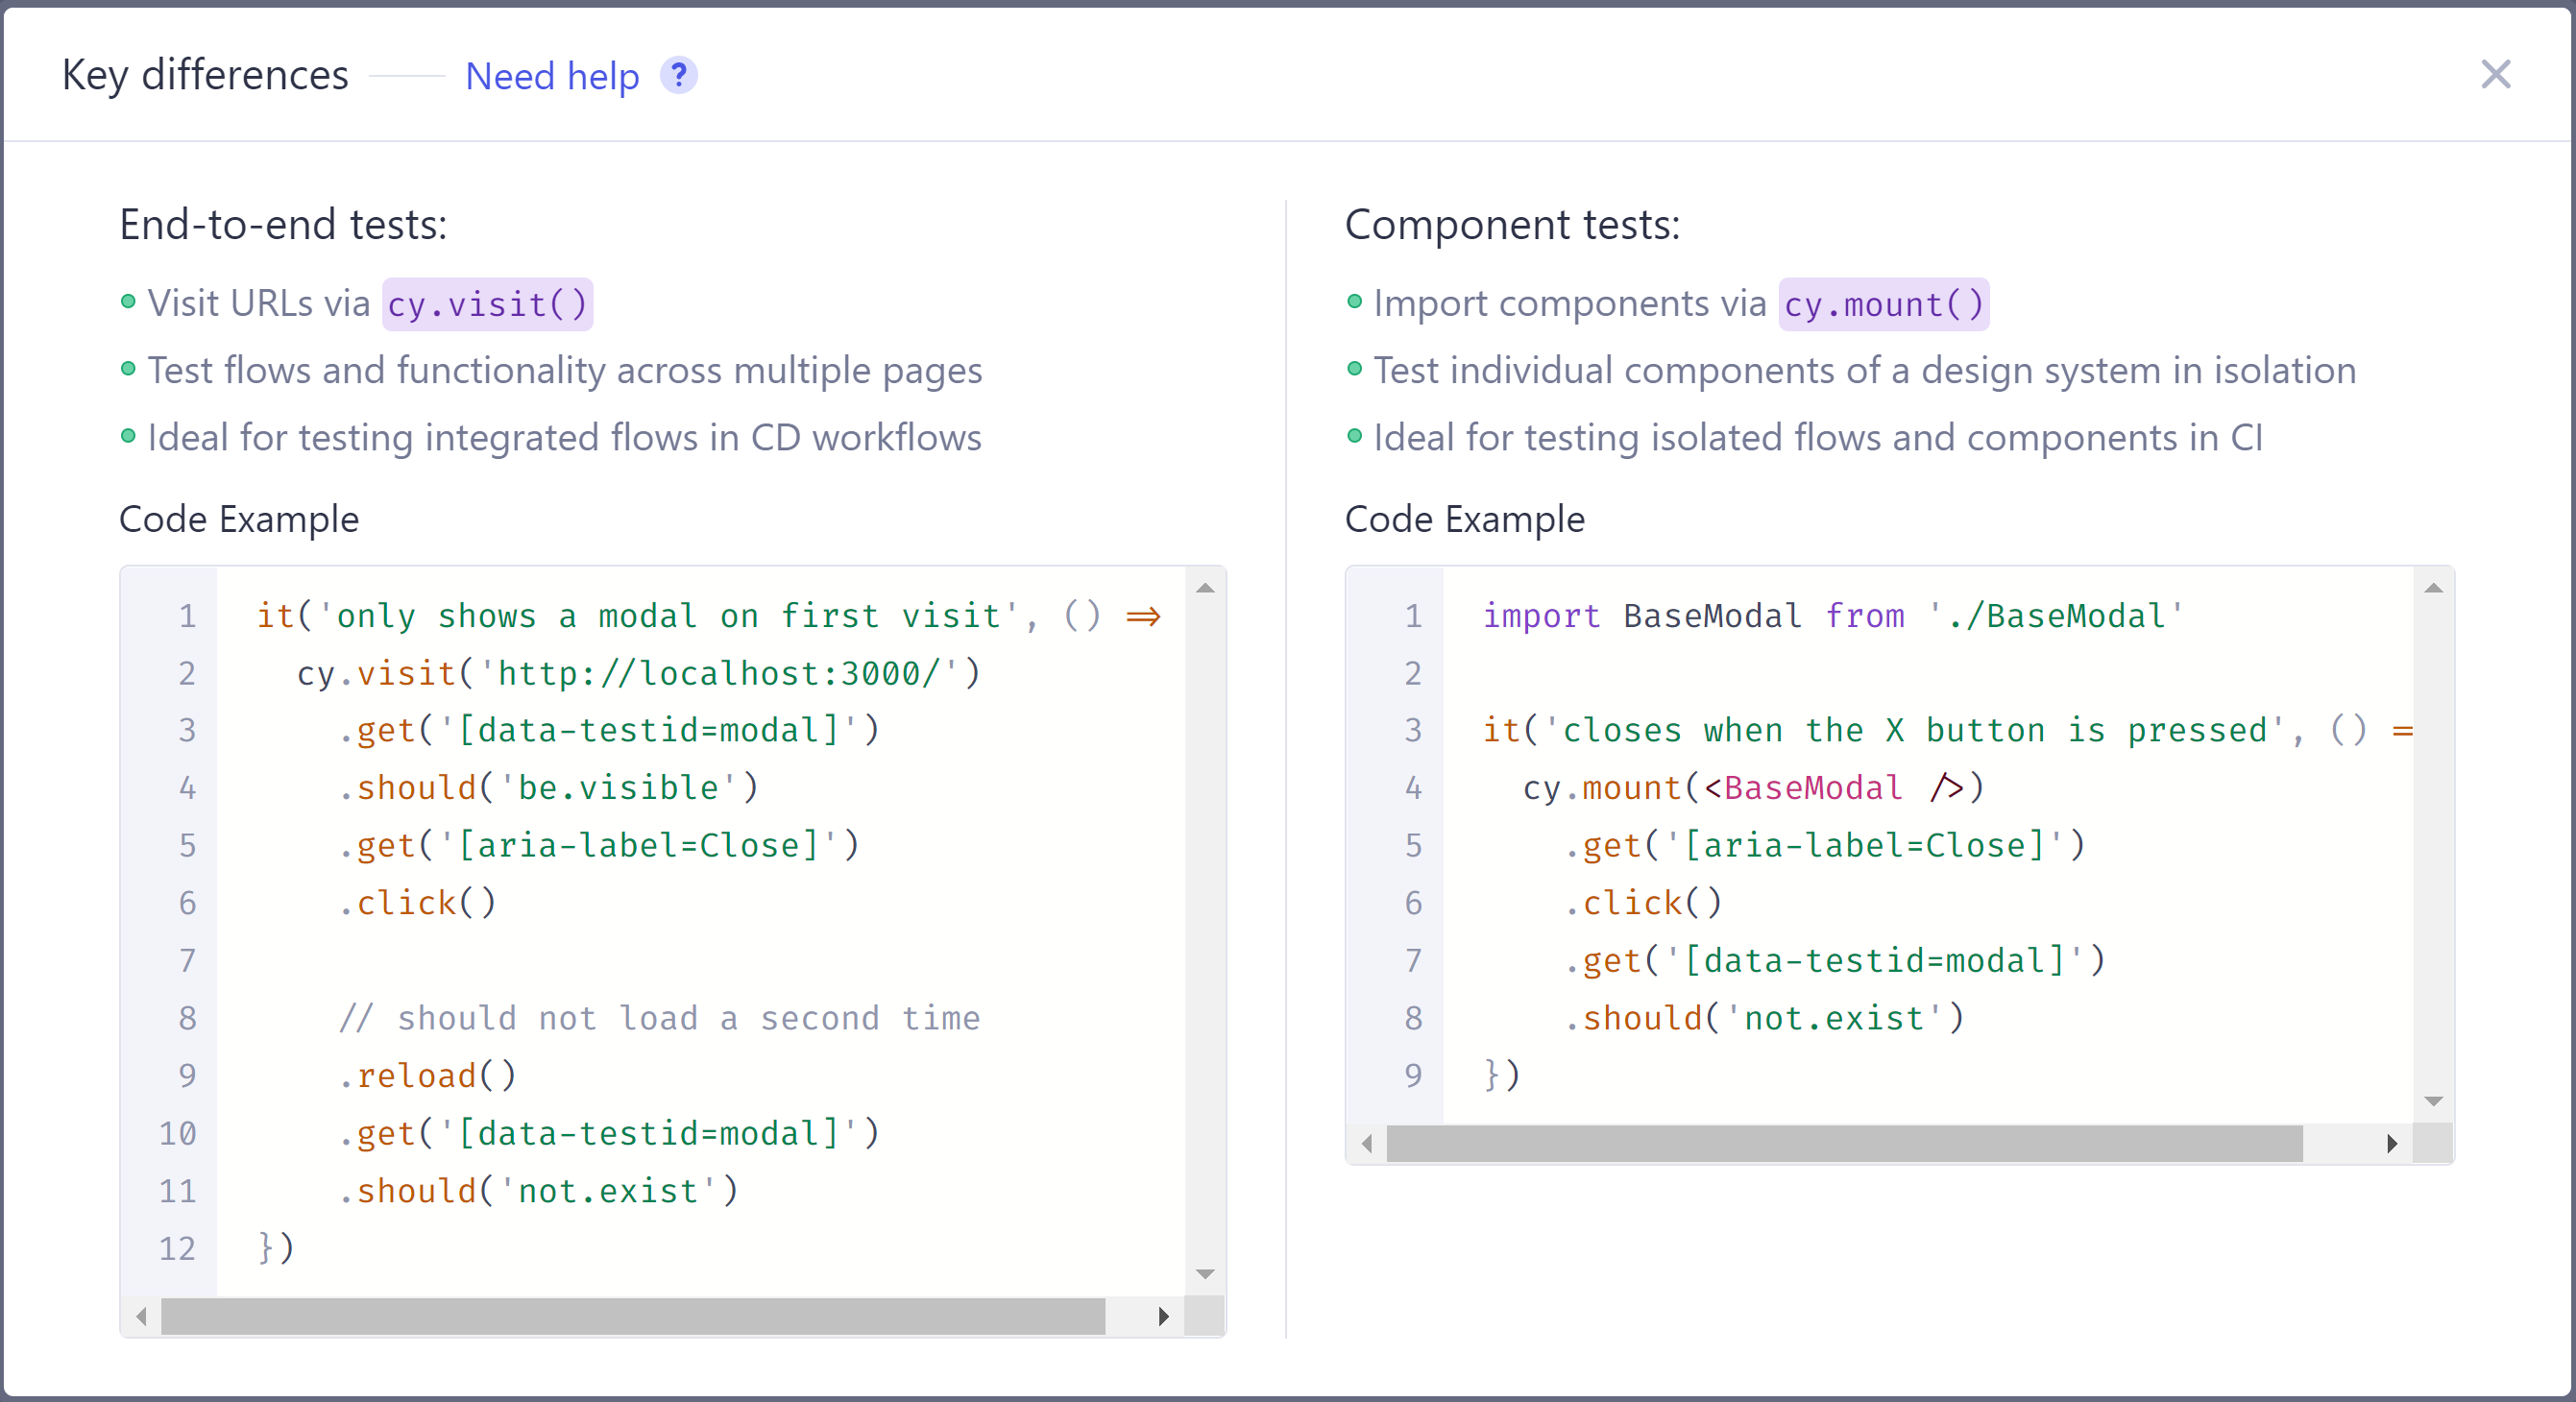 Key differences Need help ?
End-to-end tests:
Visit URLs via cy.visit()
Test flows and functionality across multiple pages
Ideal for testing integrated flows in CD workflows
Code Example
1 it('only shows a modal on first visit', () =>
2   cy.visit('http://localhost:3000/')
3     .get('[data-testid=modal]')
4     .should('be.visible')
5     .get('[aria-label=Close]')
6     .click()
7
8     // should not load a second time
9     .reload()
10     .get('[data-testid=modal]')
11     .should('not.exist')
12 })
Component tests:
Import components via cy.mount()
Test individual components of a design system in isolation
Ideal for testing isolated flows and components in CI
Code Example
1 import BaseModal from './BaseModal'
2
3 it('closes when the X button is pressed', () =
4   cy.mount(<BaseModal />)
5     .get('[aria-label=Close]')
6     .click()
7     .get('[data-testid=modal]')
8     .should('not.exist')
9 })